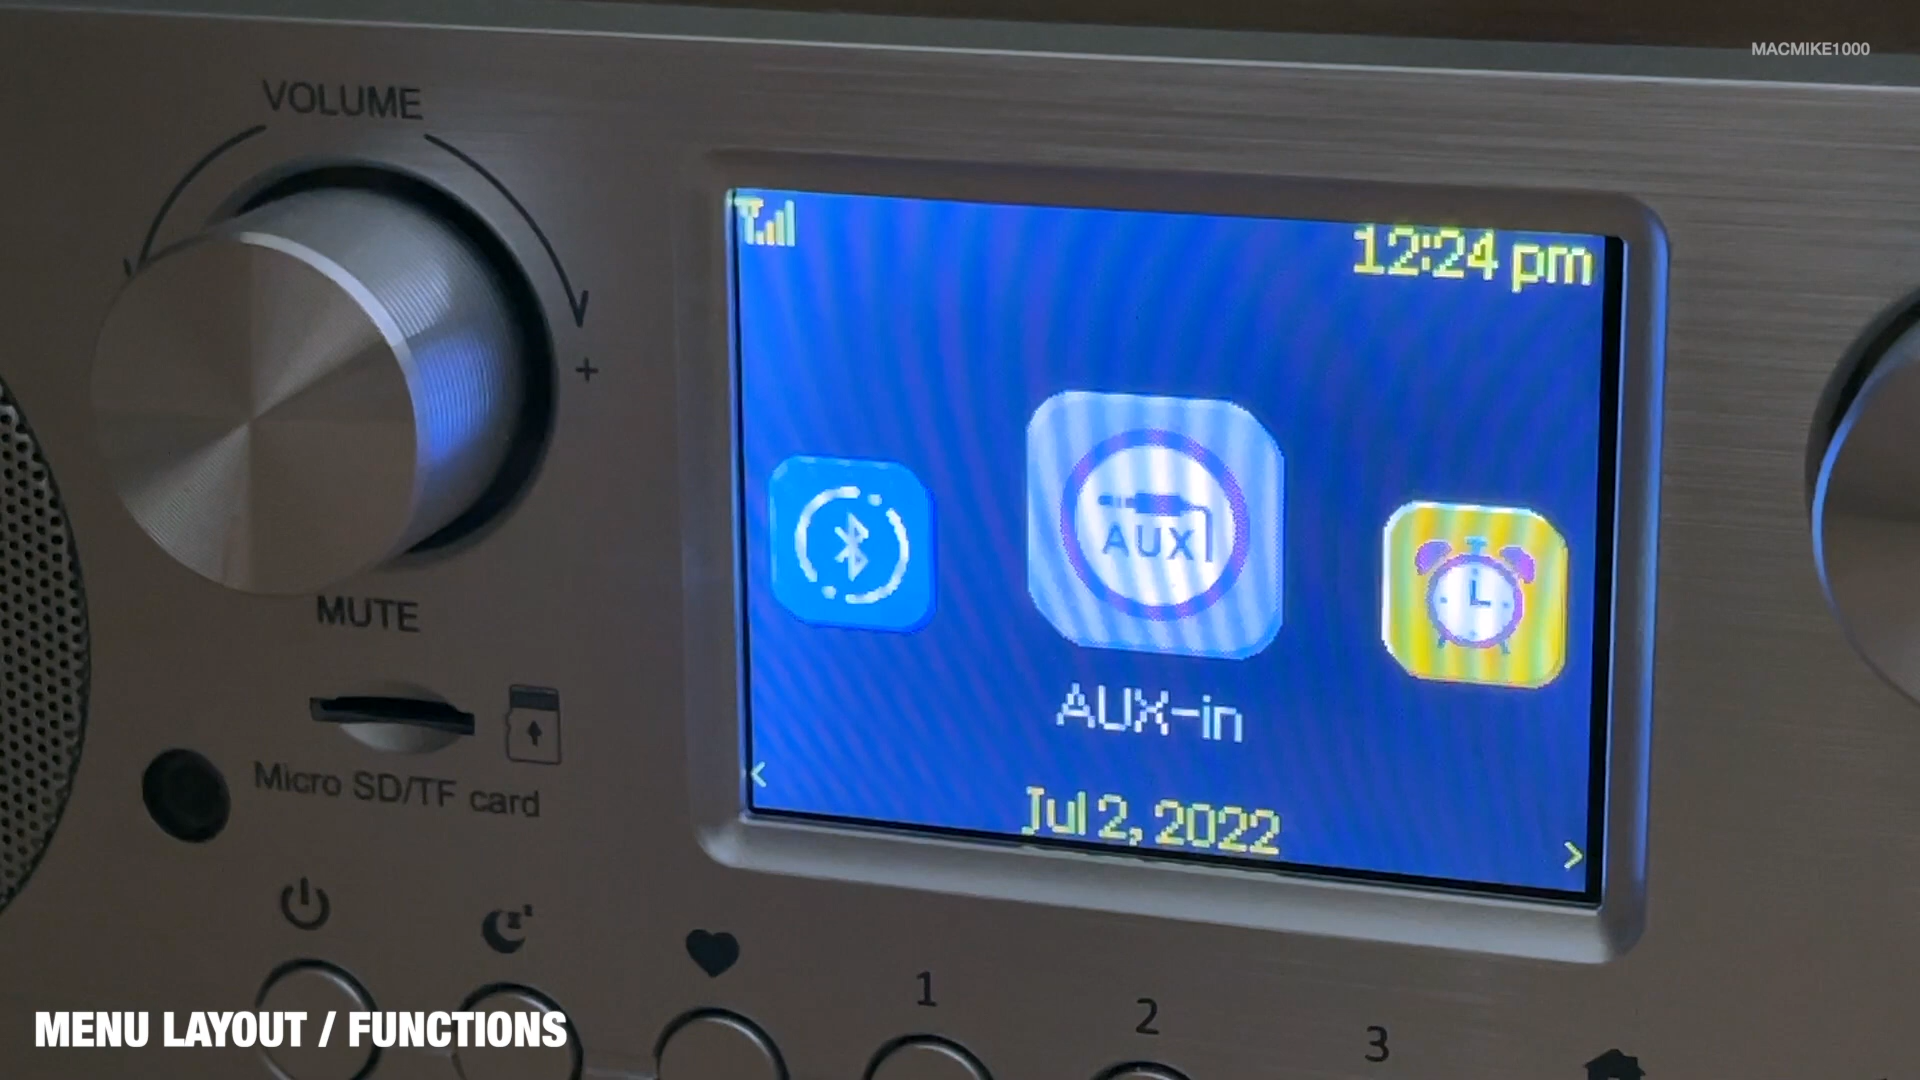 MACMIKE1000
VOLUME
12:24 pm
+
AUX
MUTE
AUX-in
Micro SD/TF card
<
Jul 2, 2022
>
zz
1
2
3
MENU LAYOUT / FUNCTIONS